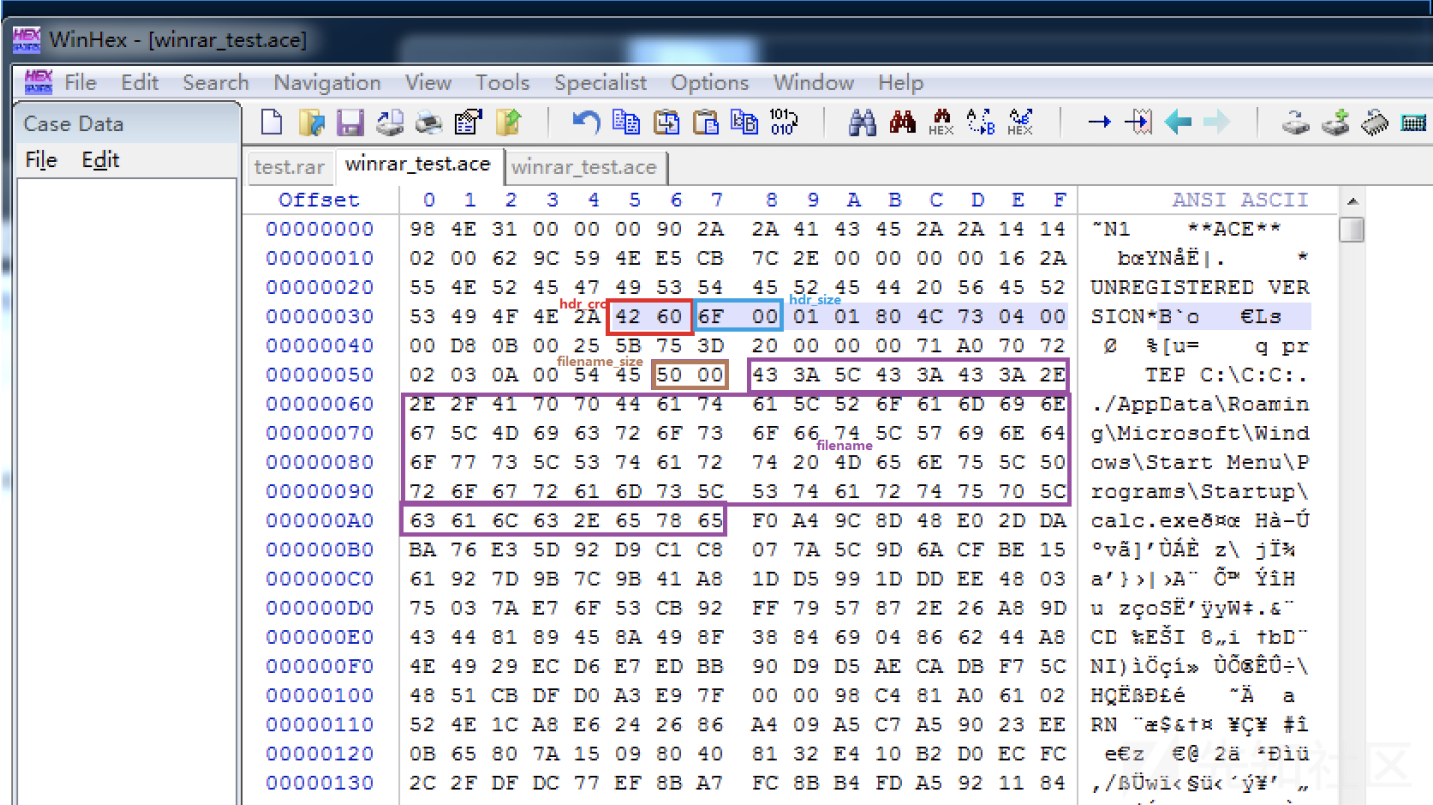 WinHex - [winrar_test.ace]
File Edit Search Navigation View Tools Specialist Options Window Help
Case Data
File Edit
test.rar winrar_test.ace winrar_test.ace
Offset 0 1 2 3 4 5 6 7 8 9 A B C D E F ANSI ASCII
00000000 98 4E 31 00 00 00 90 2A 2A 41 43 45 2A 2A 14 14 ˜N1 **ACE**
00000010 02 00 62 9C 59 4E E5 CB 7C 2E 00 00 00 00 16 2A bœYNåË|. *
00000020 55 4E 52 45 47 49 53 54 45 52 45 44 20 56 45 52 UNREGISTERED VER
hdr_crc hdr_size
00000030 53 49 4F 4E 2A 42 60 6F 00 01 01 80 4C 73 04 00 SION*B`o €Ls
00000040 00 D8 0B 00 25 5B 75 3D 20 00 00 00 71 A0 70 72 Ø %[u= q pr
filename_size
00000050 02 03 0A 00 54 45 50 00 43 3A 5C 43 3A 43 3A 2E TEP C:\C:C:.
00000060 2E 2F 41 70 70 44 61 74 61 5C 52 6F 61 6D 69 6E ./AppData\Roamin
00000070 67 5C 4D 69 63 72 6F 73 6F 66 74 5C 57 69 6E 64 g\Microsoft\Wind
filename
00000080 6F 77 73 5C 53 74 61 72 74 20 4D 65 6E 75 5C 50 ows\Start Menu\P
00000090 72 6F 67 72 61 6D 73 5C 53 74 61 72 74 75 70 5C rograms\Startup\
000000A0 63 61 6C 63 2E 65 78 65 F0 A4 9C 8D 48 E0 2D DA calc.exeð¤œ Hà-Ú
000000B0 BA 76 E3 5D 92 D9 C1 C8 07 7A 5C 9D 6A CF BE 15 ºvã]’ÙÁÈ z\ jÏ¾
000000C0 61 92 7D 9B 7C 9B 41 A8 1D D5 99 1D DD EE 48 03 a’}›|›A¨ Õ™ ÝîH
000000D0 75 03 7A E7 6F 53 CB 92 FF 79 57 87 2E 26 A8 9D u zçoSË’ÿyW‡.&¨
000000E0 43 44 81 89 45 8A 49 8F 38 84 69 04 86 62 44 A8 CD ‰EŠI 8„i †bD¨
000000F0 4E 49 29 EC D6 E7 ED BB 90 D9 D5 AE CA DB F7 5C NI)ìÖçí» ÙÕ®ÊÛ÷\
00000100 48 51 CB DF D0 A3 E9 7F 00 00 98 C4 81 A0 61 02 HQËßÐ£é ˜Ä a
00000110 52 4E 1C A8 E6 24 26 86 A4 09 A5 C7 A5 90 23 EE RN ¨æ$&†¤ ¥Ç¥ #î
00000120 0B 65 80 7A 15 09 80 40 81 32 E4 10 B2 D0 EC FC e€z €@ 2ä ²Ðìü
00000130 2C 2F DF DC 77 EF 8B A7 FC 8B B4 FD A5 92 11 84 ,/ßÜwï‹§ü‹´ý¥’ „